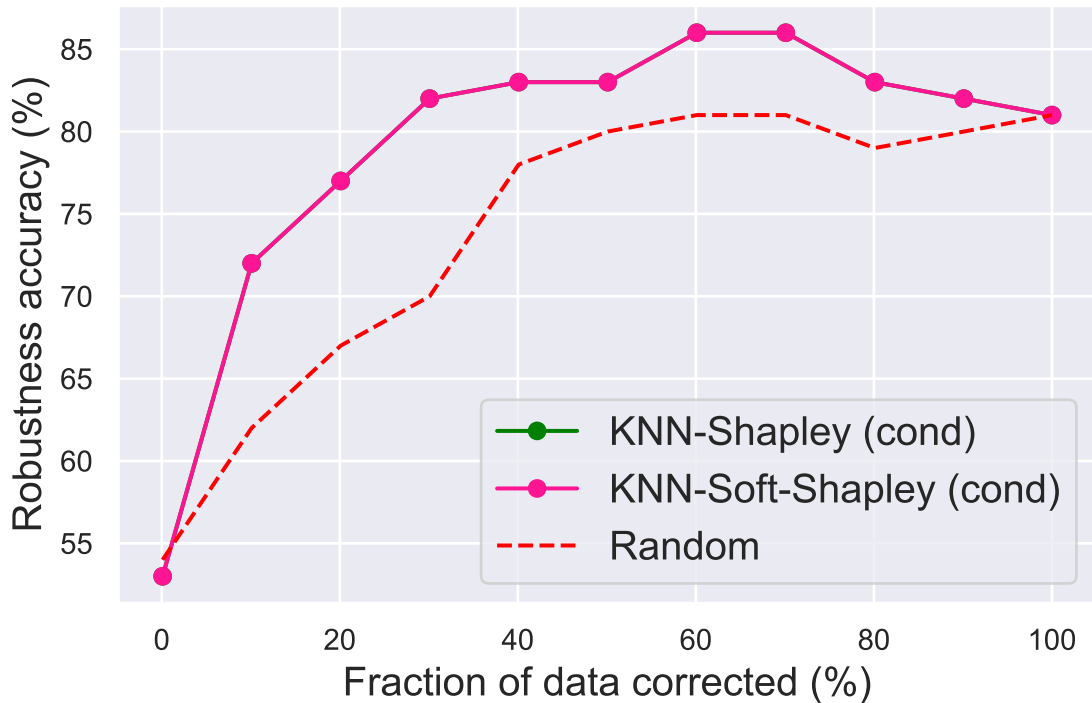 Robustness accuracy (%)
85
80
75
70
65
60
55
KNN-Shapley (cond)
KNN-Soft-Shapley (cond)
Random
0 20 40 60 80 100
Fraction of data corrected (%)